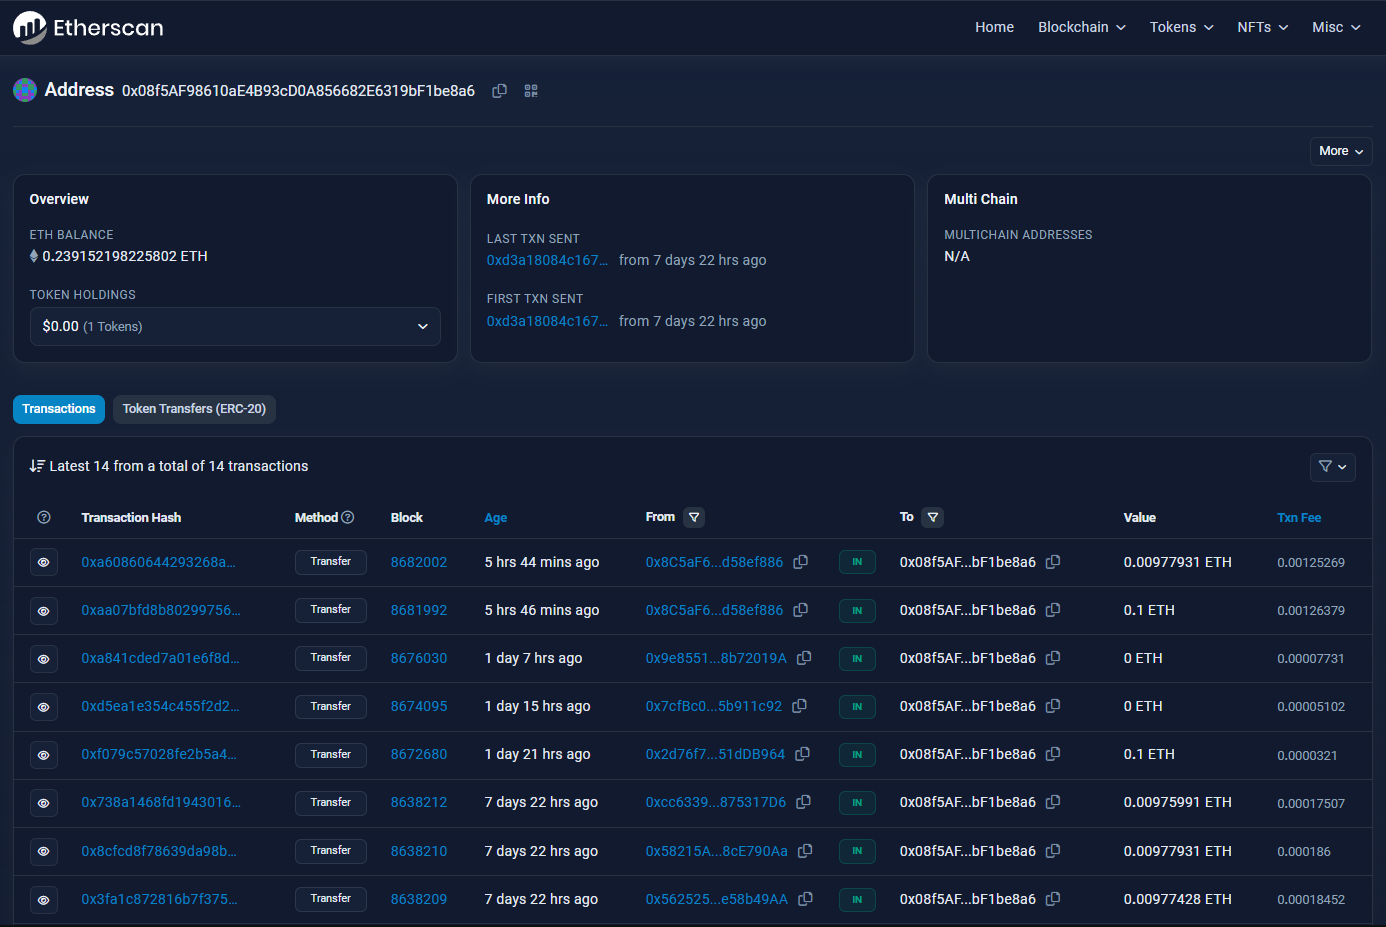 Etherscan
Home Blockchain Tokens NFTs Misc
Address 0x08f5AF98610aE4B93cD0A856682E6319bF1be8a6
More
Overview
ETH BALANCE
0.239152198225802 ETH
TOKEN HOLDINGS
$0.00 (1 Tokens)
More Info
LAST TXN SENT
0xd3a18084c167... from 7 days 22 hrs ago
FIRST TXN SENT
0xd3a18084c167... from 7 days 22 hrs ago
Multi Chain
MULTICHAIN ADDRESSES
N/A
Transactions Token Transfers (ERC-20)
Latest 14 from a total of 14 transactions
Transaction Hash Method Block Age From To Value Txn Fee
0xa60860644293268a... Transfer 8682002 5 hrs 44 mins ago 0x8C5aF6...d58ef886 IN 0x08f5AF...bF1be8a6 0.00977931 ETH 0.00125269
0xaa07bfd8b80299756... Transfer 8681992 5 hrs 46 mins ago 0x8C5aF6...d58ef886 IN 0x08f5AF...bF1be8a6 0.1 ETH 0.00126379
0xa841cded7a01e6f8d... Transfer 8676030 1 day 7 hrs ago 0x9e8551...8b72019A IN 0x08f5AF...bF1be8a6 0 ETH 0.00007731
0xd5ea1e354c455f2d2... Transfer 8674095 1 day 15 hrs ago 0x7cfBc0...5b911c92 IN 0x08f5AF...bF1be8a6 0 ETH 0.00005102
0xf079c57028fe2b5a4... Transfer 8672680 1 day 21 hrs ago 0x2d76f7...51dDB964 IN 0x08f5AF...bF1be8a6 0.1 ETH 0.0000321
0x738a1468fd1943016... Transfer 8638212 7 days 22 hrs ago 0xcc6339...875317D6 IN 0x08f5AF...bF1be8a6 0.00975991 ETH 0.00017507
0x8cfcd8f78639da98b... Transfer 8638210 7 days 22 hrs ago 0x58215A...8cE790Aa IN 0x08f5AF...bF1be8a6 0.00977931 ETH 0.000186
0x3fa1c872816b7f375... Transfer 8638209 7 days 22 hrs ago 0x562525...e58b49AA IN 0x08f5AF...bF1be8a6 0.00977428 ETH 0.00018452